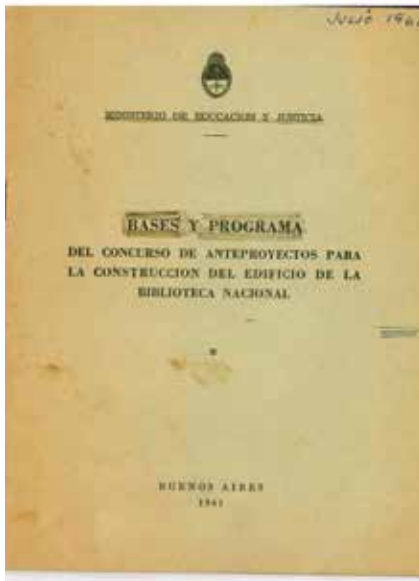 JULIO 196
MINISTERIO DE EDUCACION Y JUSTICIA
BASES Y PROGRAMA
DEL CONCURSO DE ANTEPROYECTOS PARA
LA CONSTRUCCION DEL EDIFICIO DE LA
BIBLIOTECA NACIONAL
BUENOS AIRES
1961